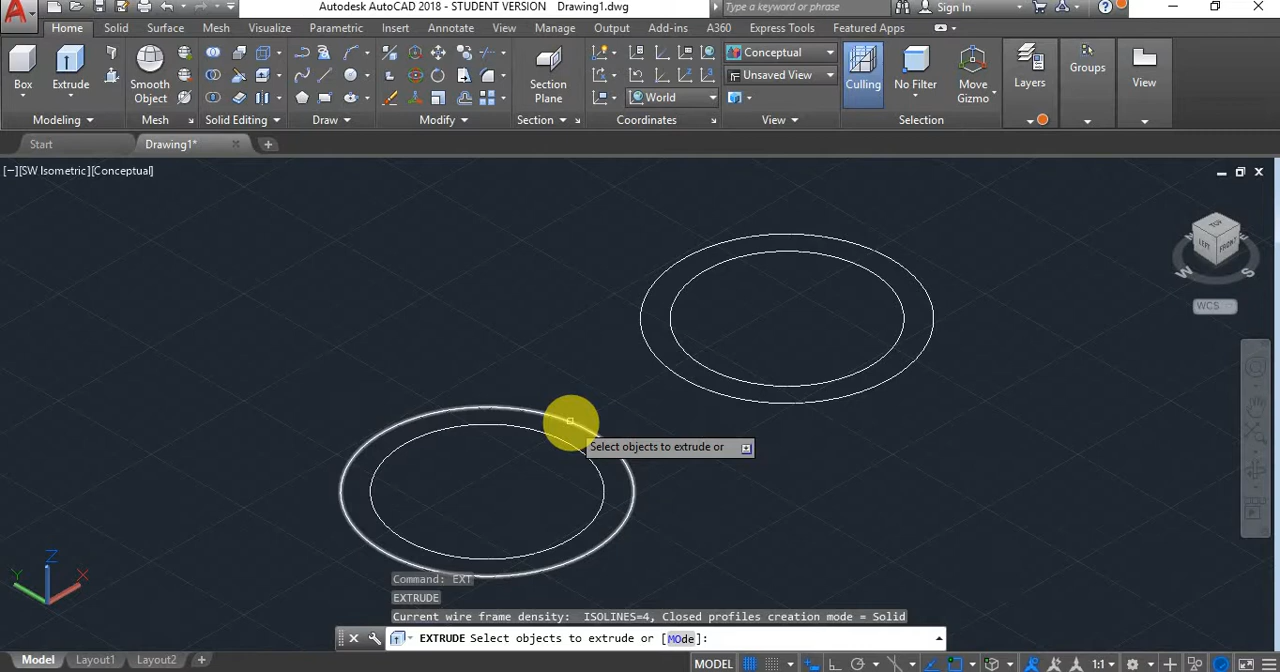 Autodesk AutoCAD 2018 - STUDENT VERSION Drawing1.dwg
Type a keyword or phrase
Sign In
Home Solid Surface Mesh Visualize Parametric Insert Annotate View Manage Output Add-ins A360 Express Tools Featured Apps
Box
Extrude
Smooth
Object
Section
Plane
Conceptual
Unsaved View
World
Culling
No Filter
Move
Gizmo
Layers
Groups
View
Modeling
Mesh
Solid Editing
Draw
Modify
Section
Coordinates
View
Selection
Start
Drawing1*
[−][SW Isometric][Conceptual]
TOP
LEFT
FRONT
W
S
WCS
Select objects to extrude or
Z
Y
X
Command: EXT
EXTRUDE
Current wire frame density: ISOLINES=4, Closed profiles creation mode = Solid
EXTRUDE Select objects to extrude or [MOde]:
Model Layout1 Layout2 +
MODEL
1:1